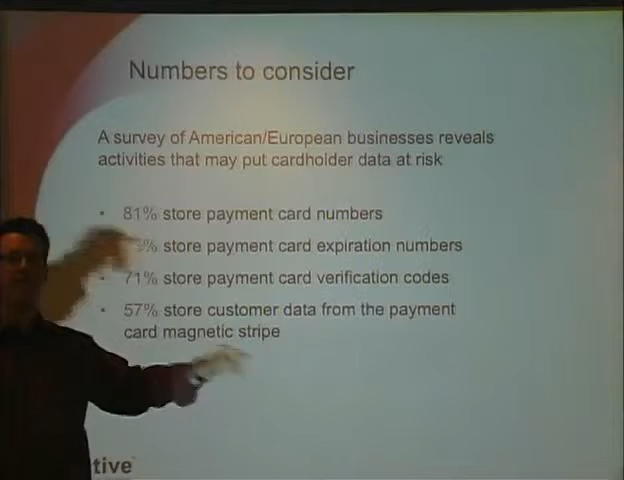 Numbers to consider
A survey of American/European businesses reveals
activities that may put cardholder data at risk
• 81% store payment card numbers
% store payment card expiration numbers
• 71% store payment card verification codes
• 57% store customer data from the payment
card magnetic stripe
tive